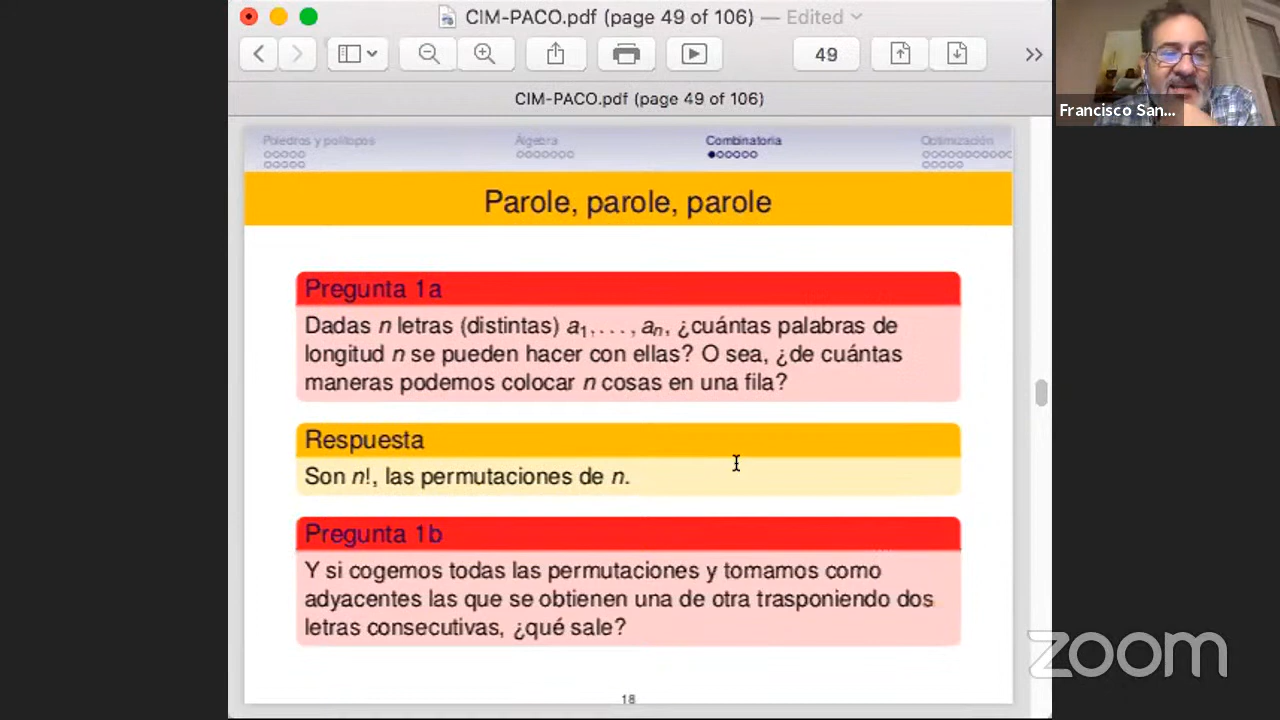 CIM-PACO.pdf (page 49 of 106) — Edited
49
CIM-PACO.pdf (page 49 of 106)
Francisco San...
Poliedros y politopos
Álgebra
Combinatoria
Optimización
Parole, parole, parole
Pregunta 1a
Dadas n letras (distintas) a₁, . . . , aₙ, ¿cuántas palabras de
longitud n se pueden hacer con ellas? O sea, ¿de cuántas
maneras podemos colocar n cosas en una fila?
Respuesta
Son n!, las permutaciones de n.
Pregunta 1b
Y si cogemos todas las permutaciones y tomamos como
adyacentes las que se obtienen una de otra trasponiendo dos
letras consecutivas, ¿qué sale?
18
zoom